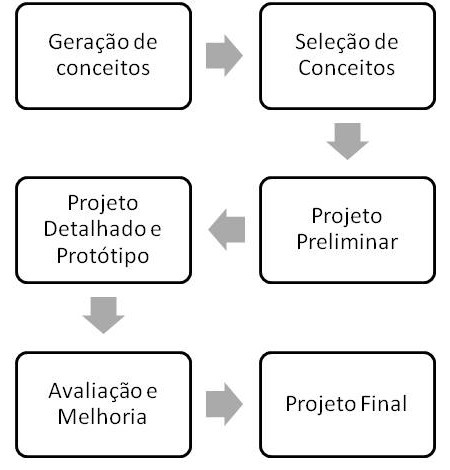 Geração de
conceitos
Seleção de
Conceitos
Projeto
Preliminar
Projeto
Detalhado e
Protótipo
Avaliação e
Melhoria
Projeto Final